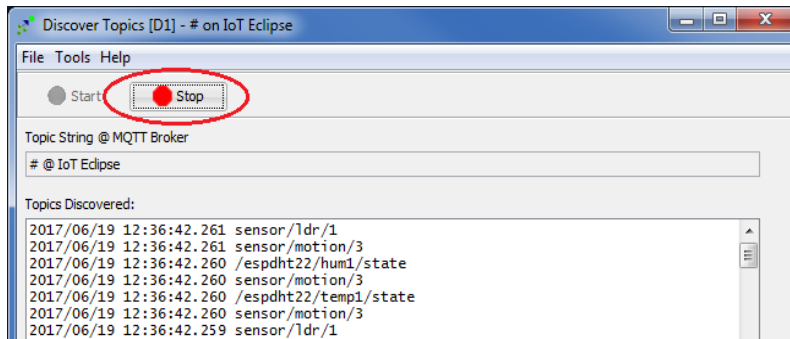 Discover Topics [D1] - # on IoT Eclipse
File Tools Help
Start Stop
Topic String @ MQTT Broker
# @ IoT Eclipse
Topics Discovered:
2017/06/19 12:36:42.261 sensor/ldr/1
2017/06/19 12:36:42.261 sensor/motion/3
2017/06/19 12:36:42.260 /espdht22/hum1/state
2017/06/19 12:36:42.260 sensor/motion/3
2017/06/19 12:36:42.260 /espdht22/temp1/state
2017/06/19 12:36:42.260 sensor/motion/3
2017/06/19 12:36:42.259 sensor/ldr/1